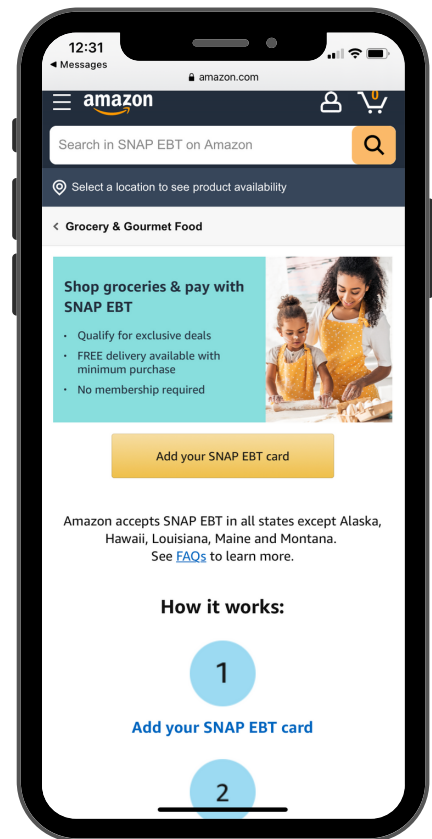 12:31
◀ Messages
amazon.com
amazon
0
Search in SNAP EBT on Amazon
Select a location to see product availability
‹ Grocery & Gourmet Food
Shop groceries & pay with
SNAP EBT
• Qualify for exclusive deals
• FREE delivery available with
minimum purchase
• No membership required
Add your SNAP EBT card
Amazon accepts SNAP EBT in all states except Alaska,
Hawaii, Louisiana, Maine and Montana.
See FAQs to learn more.
How it works:
1
Add your SNAP EBT card
2